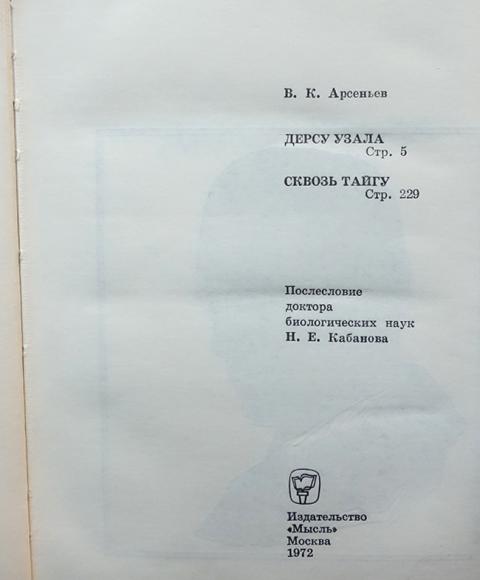 В. К. Арсеньев
ДЕРСУ УЗАЛА
Стр. 5
СКВОЗЬ ТАЙГУ
Стр. 229
Послесловие
доктора
биологических наук
Н. Е. Кабанова
Издательство
«Мысль»
Москва
1972